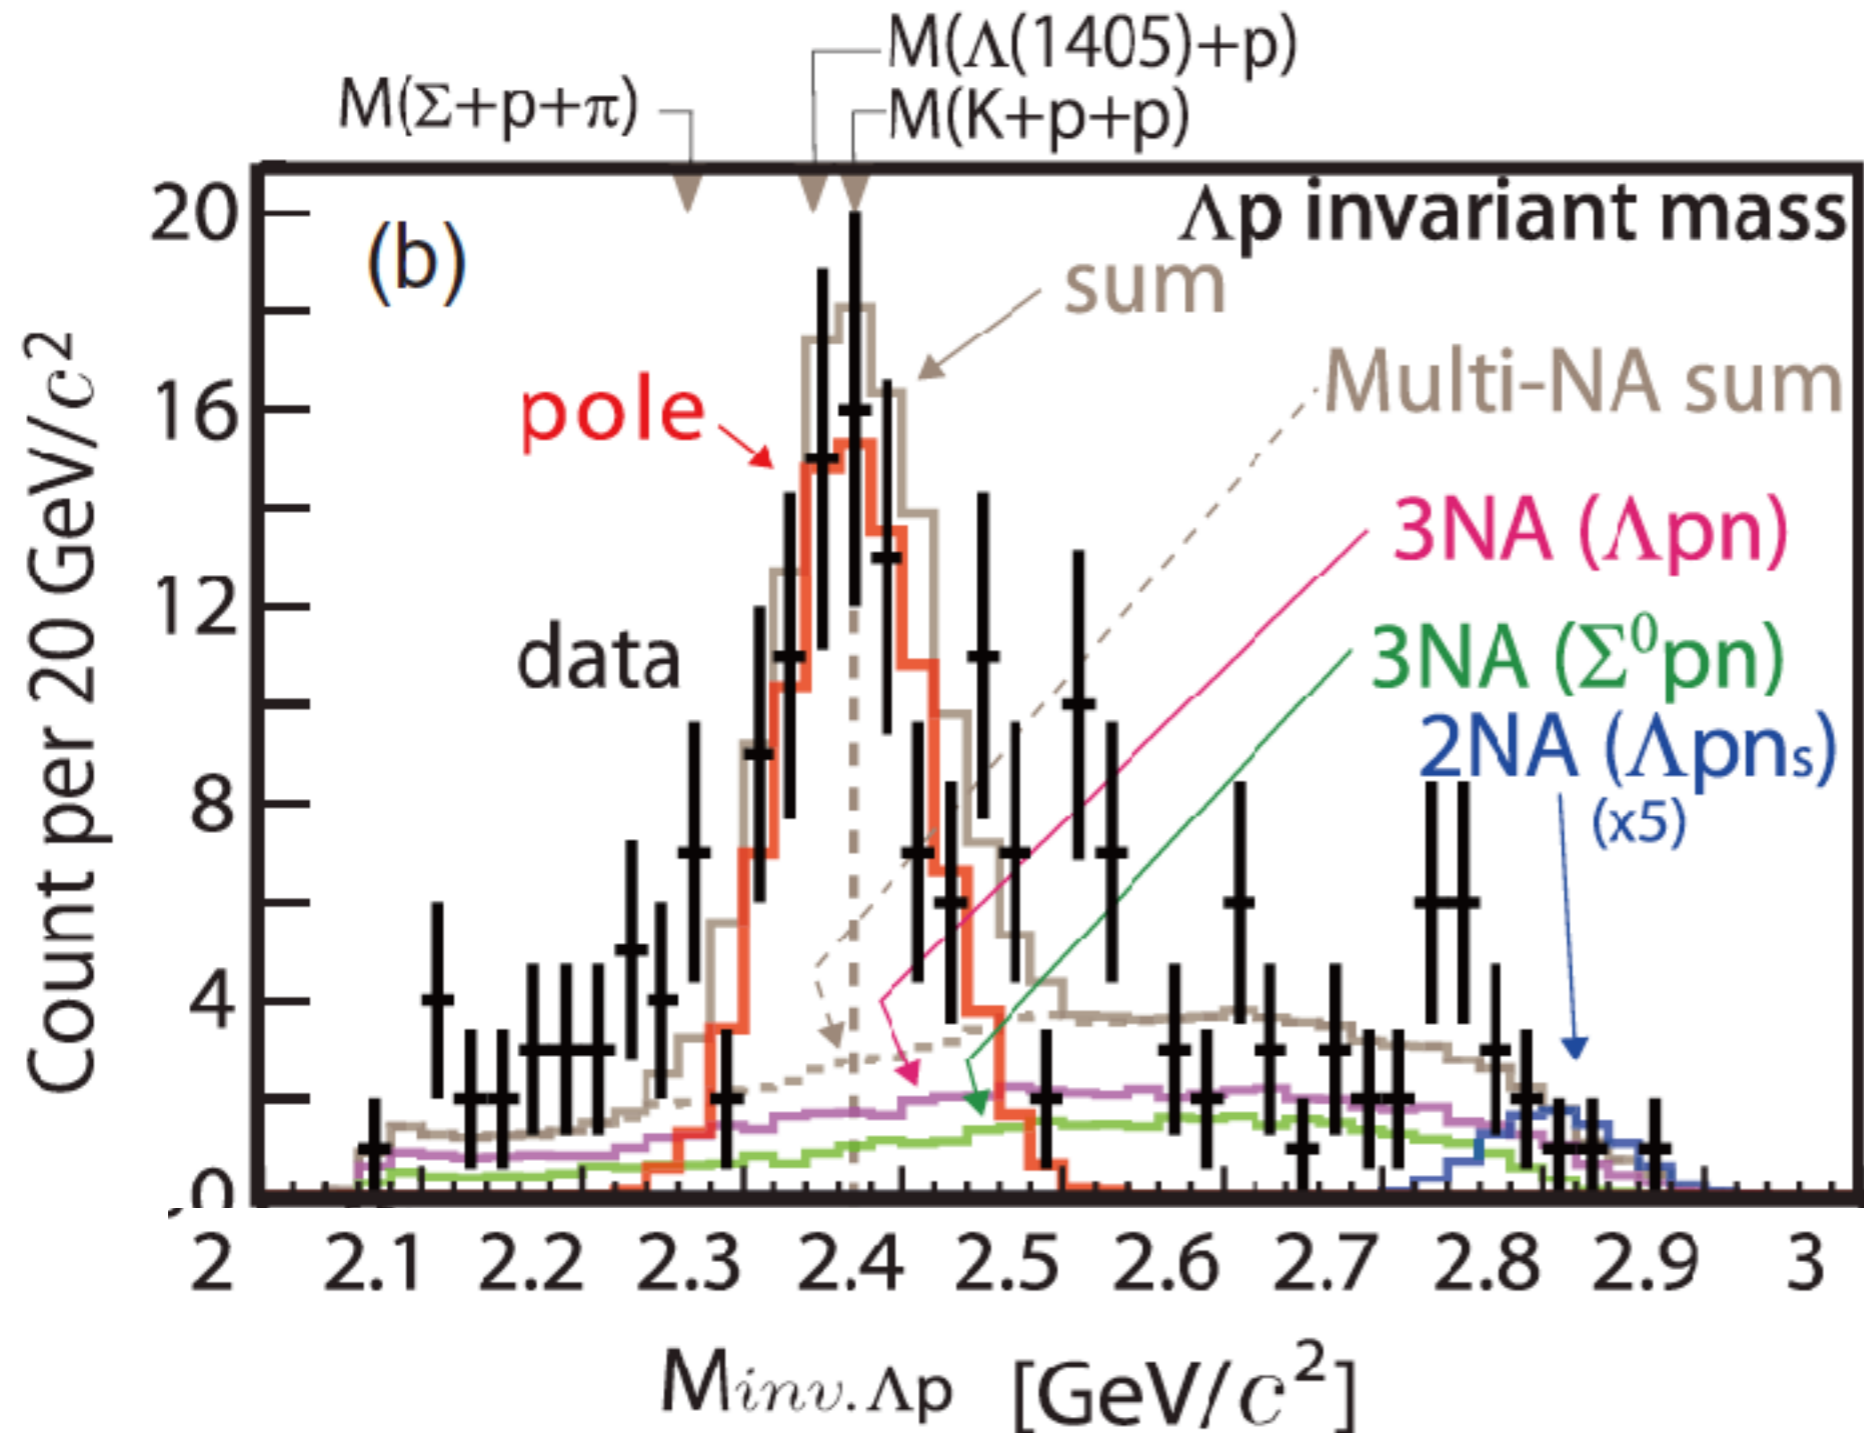 M(Λ(1405)+p)
M(Σ+p+π)
M(K+p+p)
Λp invariant mass
(b)
sum
Multi-NA sum
pole
3NA (Λpn)
data
3NA (Σ⁰pn)
2NA (Λpnₛ)
(x5)
Count per 20 GeV/c²
20
16
12
8
4
0
2 2.1 2.2 2.3 2.4 2.5 2.6 2.7 2.8 2.9 3
Minv.Λp [GeV/c²]